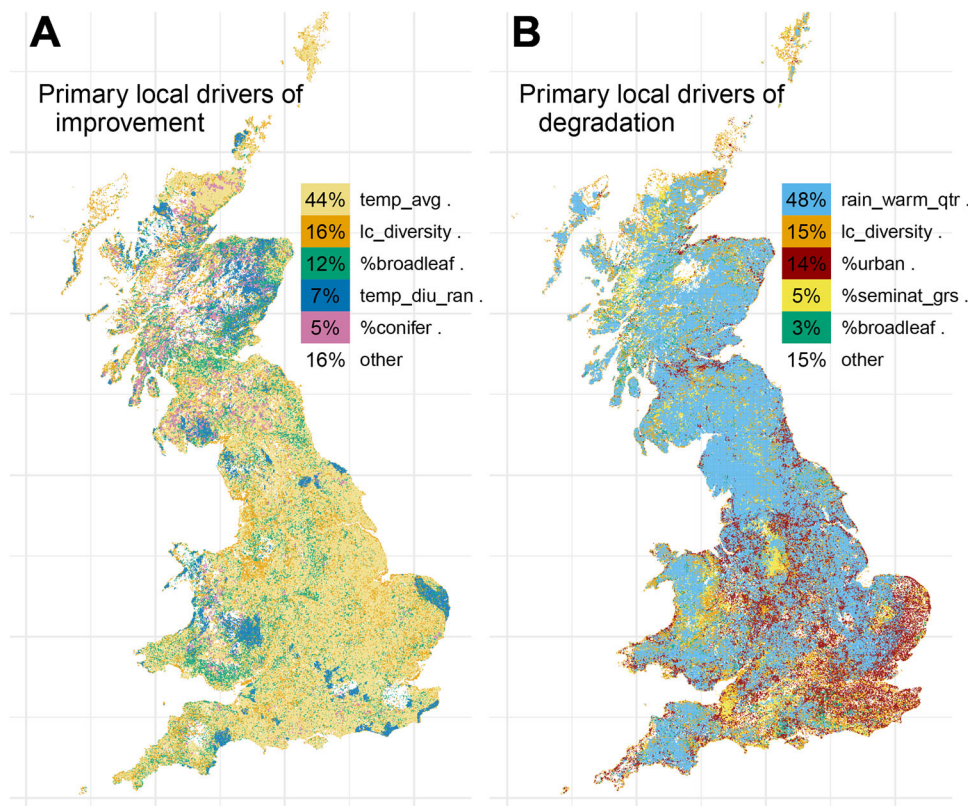 A
Primary local drivers of
improvement
44% temp_avg .
16% lc_diversity .
12% %broadleaf .
7% temp_diu_ran .
5% %conifer .
16% other
B
Primary local drivers of
degradation
48% rain_warm_qtr .
15% lc_diversity .
14% %urban .
5% %seminat_grs .
3% %broadleaf .
15% other